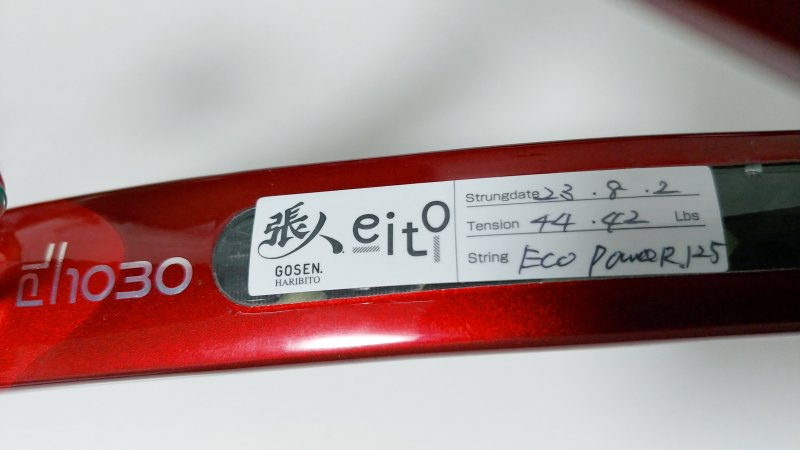 1030
張人 eito
GOSEN.
HARIBITO
Strungdate 23.8.2
Tension 44.42 Lbs
String ECO POWER 125